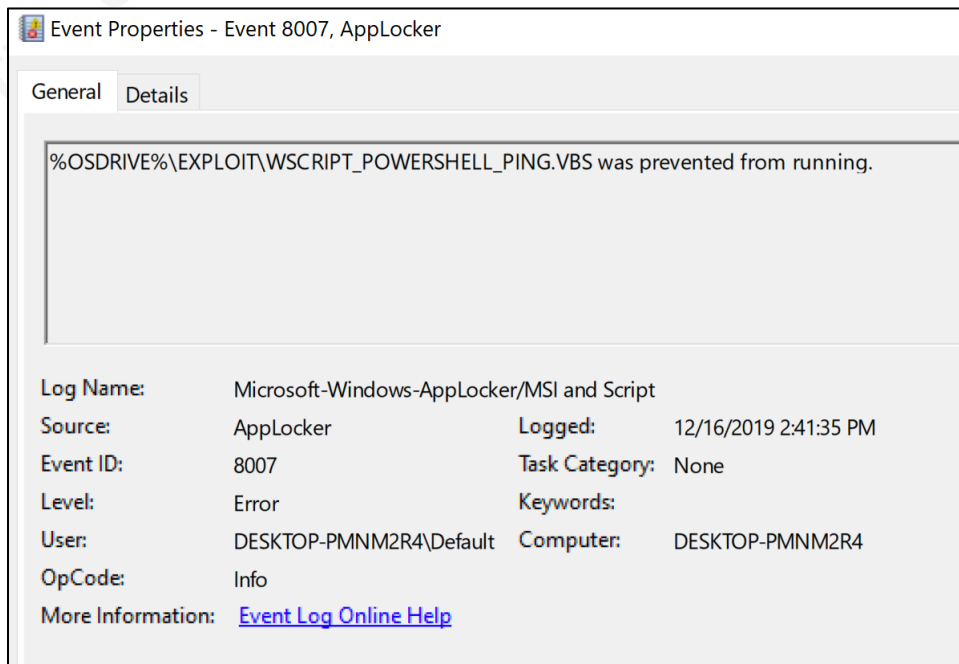 Event Properties - Event 8007, AppLocker
General Details
%OSDRIVE%\EXPLOIT\WSCRIPT_POWERSHELL_PING.VBS was prevented from running.
Log Name: Microsoft-Windows-AppLocker/MSI and Script
Source: AppLocker Logged: 12/16/2019 2:41:35 PM
Event ID: 8007 Task Category: None
Level: Error Keywords:
User: DESKTOP-PMNM2R4\Default Computer: DESKTOP-PMNM2R4
OpCode: Info
More Information: Event Log Online Help